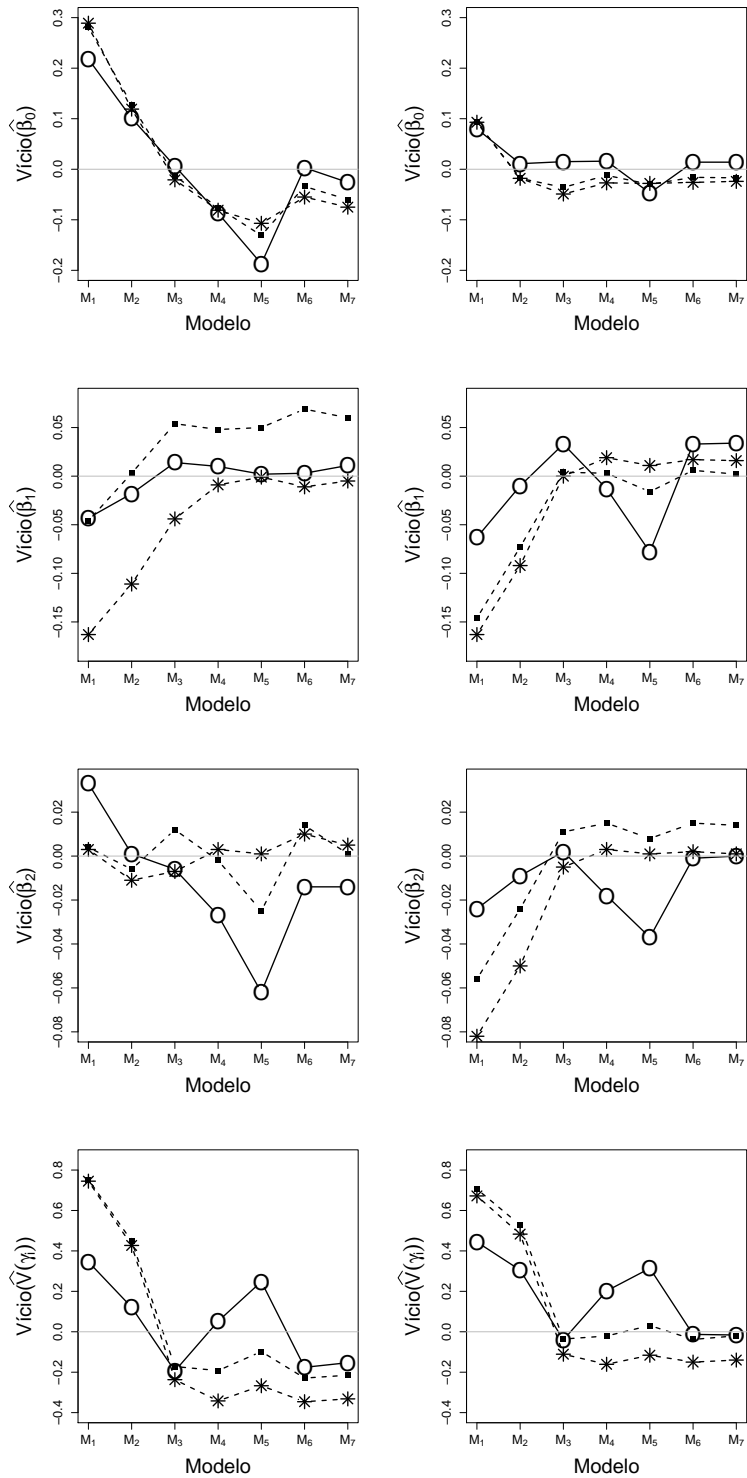 Vício(β̂₀)
0.3
0.2
0.1
0.0
−0.1
−0.2
M₁ M₂ M₃ M₄ M₅ M₆ M₇
Modelo
Vício(β̂₀)
0.3
0.2
0.1
0.0
−0.1
−0.2
M₁ M₂ M₃ M₄ M₅ M₆ M₇
Modelo
Vício(β̂₁)
0.05
0.00
−0.05
−0.10
−0.15
M₁ M₂ M₃ M₄ M₅ M₆ M₇
Modelo
Vício(β̂₁)
0.05
0.00
−0.05
−0.10
−0.15
M₁ M₂ M₃ M₄ M₅ M₆ M₇
Modelo
Vício(β̂₂)
0.02
0.00
−0.02
−0.04
−0.06
−0.08
M₁ M₂ M₃ M₄ M₅ M₆ M₇
Modelo
Vício(β̂₂)
0.02
0.00
−0.02
−0.04
−0.06
−0.08
M₁ M₂ M₃ M₄ M₅ M₆ M₇
Modelo
Vício(V̂(γᵢ))
0.8
0.6
0.4
0.2
0.0
−0.2
−0.4
M₁ M₂ M₃ M₄ M₅ M₆ M₇
Modelo
Vício(V̂(γᵢ))
0.8
0.6
0.4
0.2
0.0
−0.2
−0.4
M₁ M₂ M₃ M₄ M₅ M₆ M₇
Modelo